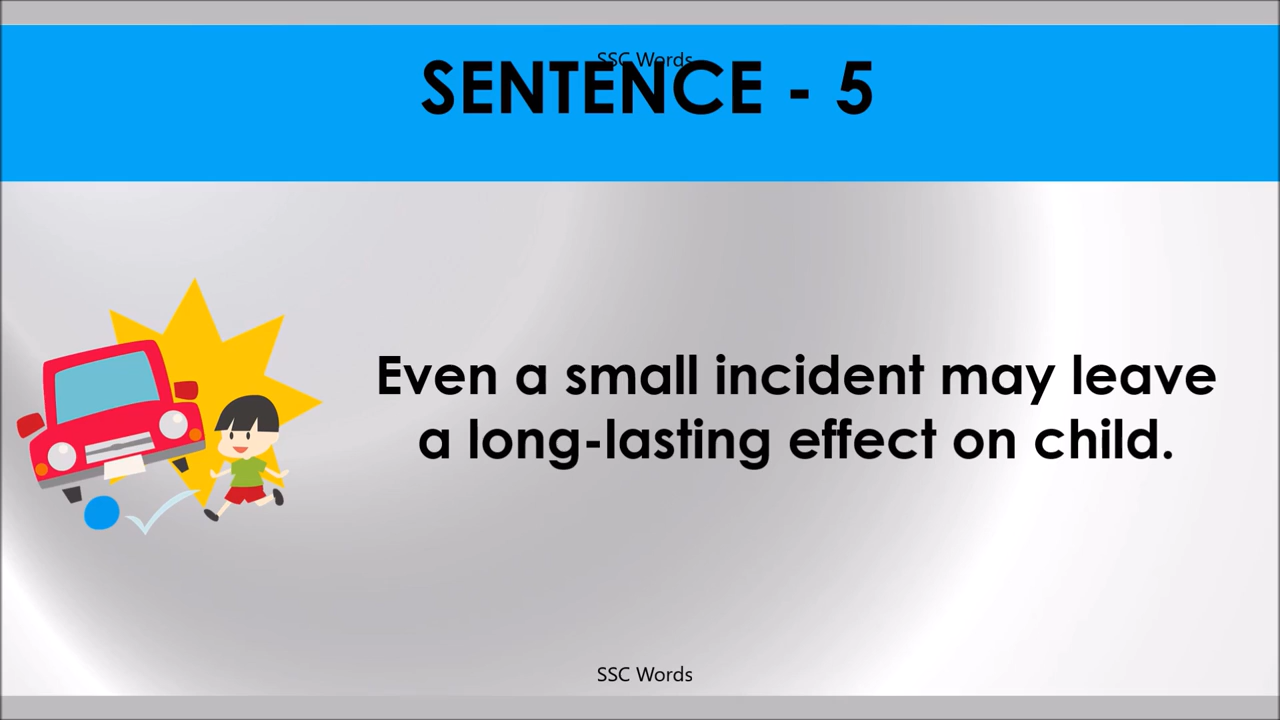 SSC Words
SENTENCE - 5
Even a small incident may leave
a long-lasting effect on child.
SSC Words